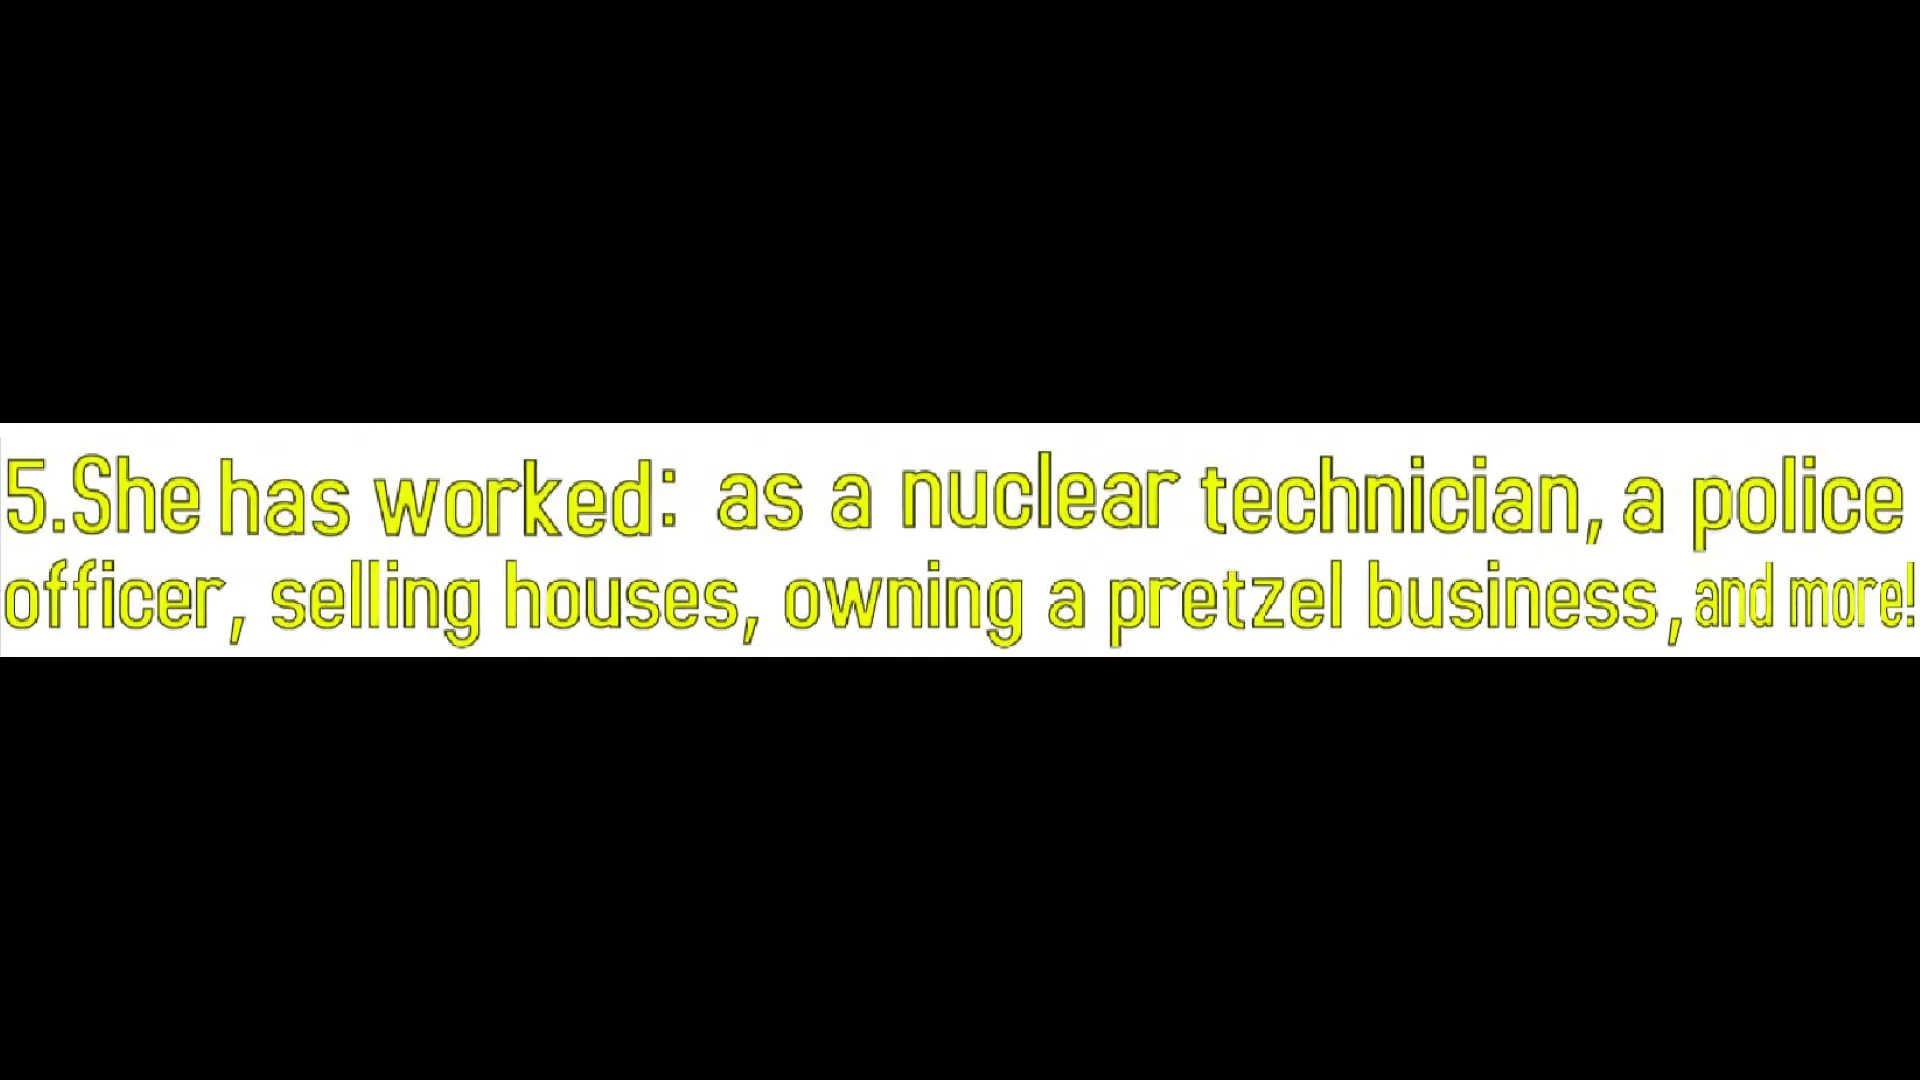 5.She has worked: as a nuclear technician, a police
officer, selling houses, owning a pretzel business, and more!